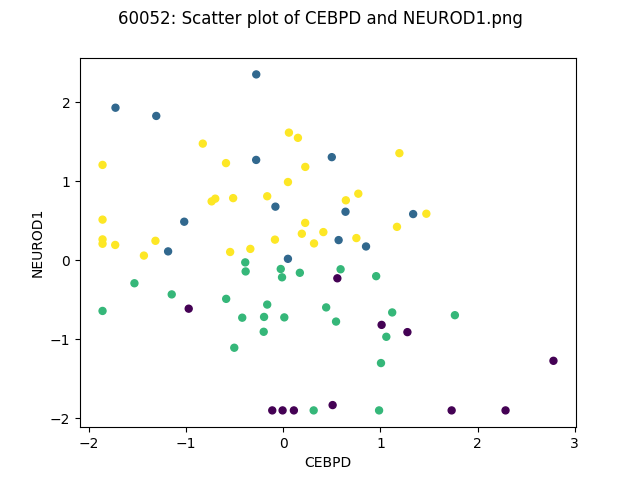 60052: Scatter plot of CEBPD and NEUROD1.png
2
1
0
−1
−2
NEUROD1
−2 −1 0 1 2 3
CEBPD